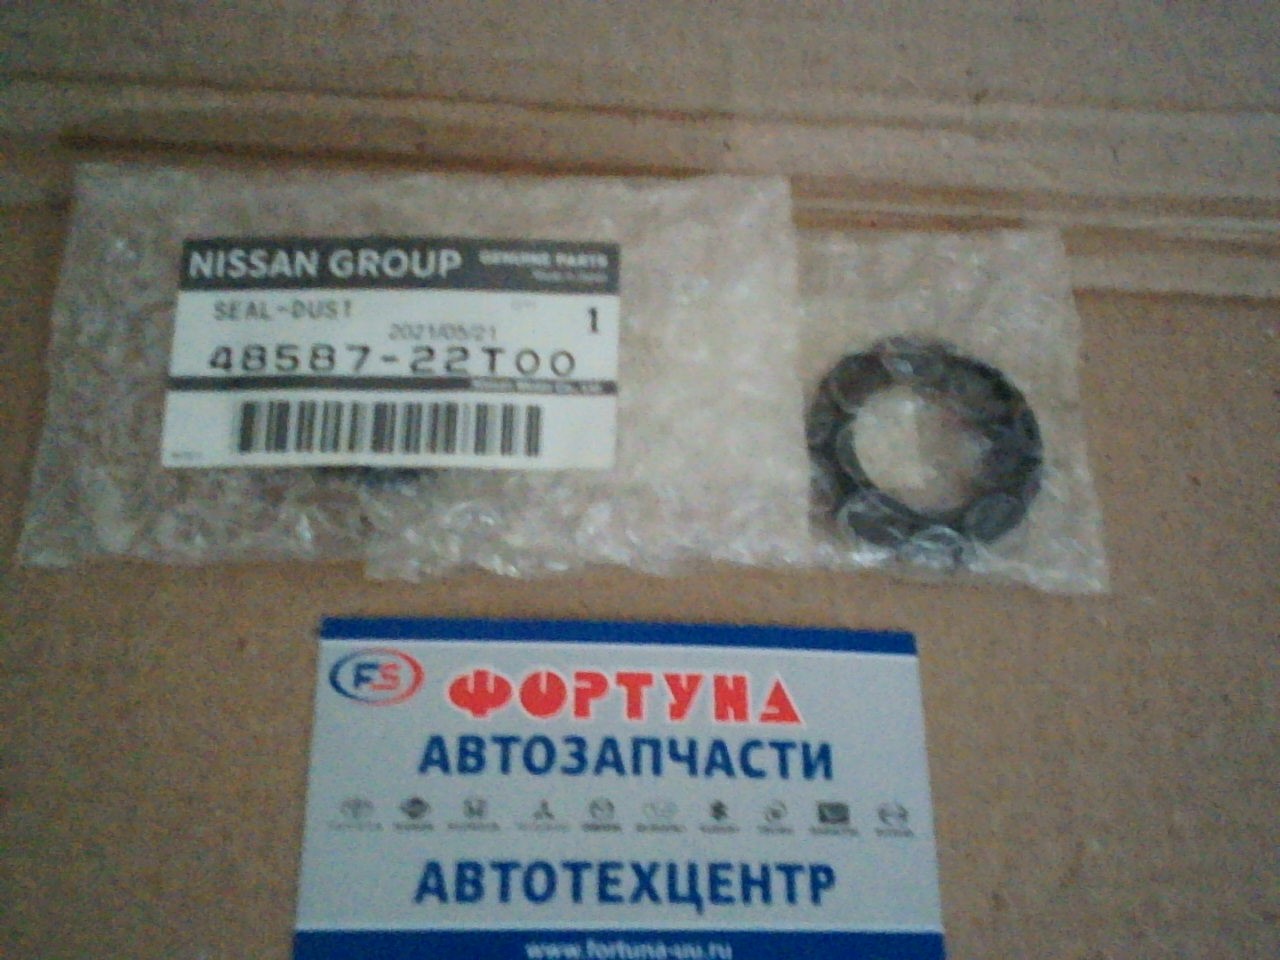 NISSAN GROUP GENUINE PARTS
SEAL-DUST
1
2021/05/21
48587-22T00
FS
ФОРТУНА
АВТОЗАПЧАСТИ
АВТОТЕХЦЕНТР
www.fortuna-uu.ru